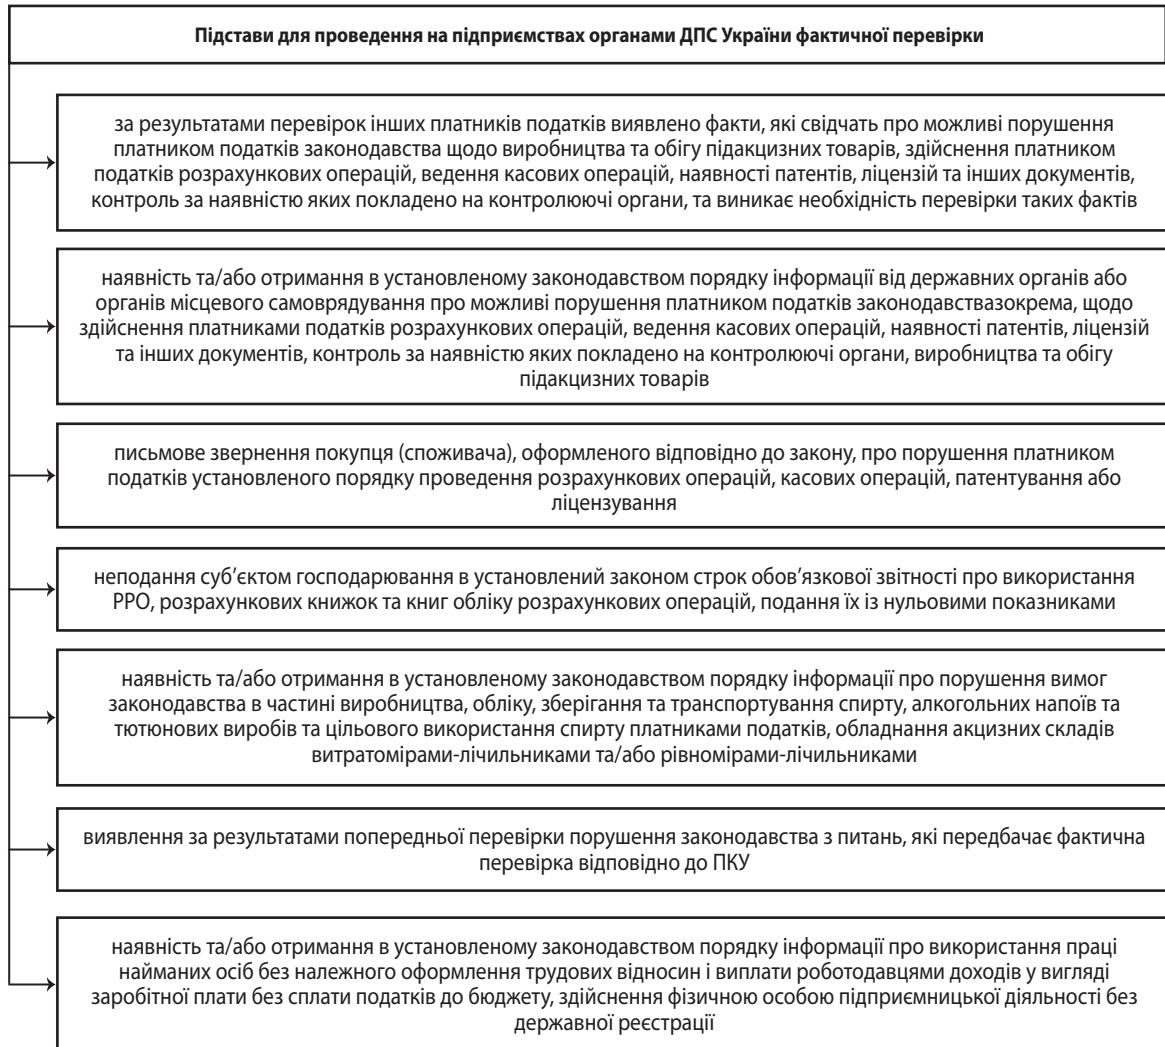 Підстави для проведення на підприємствах органами ДПС України фактичної перевірки
за результатами перевірок інших платників податків виявлено факти, які свідчать про можливі порушення
платником податків законодавства щодо виробництва та обігу підакцизних товарів, здійснення платником
податків розрахункових операцій, ведення касових операцій, наявності патентів, ліцензій та інших документів,
контроль за наявністю яких покладено на контролюючі органи, та виникає необхідність перевірки таких фактів
наявність та/або отримання в установленому законодавством порядку інформації від державних органів або
органів місцевого самоврядування про можливі порушення платником податків законодавствазокрема, щодо
здійснення платниками податків розрахункових операцій, ведення касових операцій, наявності патентів, ліцензій
та інших документів, контроль за наявністю яких покладено на контролюючі органи, виробництва та обігу
підакцизних товарів
письмове звернення покупця (споживача), оформленого відповідно до закону, про порушення платником
податків установленого порядку проведення розрахункових операцій, касових операцій, патентування або
ліцензування
неподання суб’єктом господарювання в установлений законом строк обов’язкової звітності про використання
РРО, розрахункових книжок та книг обліку розрахункових операцій, подання їх із нульовими показниками
наявність та/або отримання в установленому законодавством порядку інформації про порушення вимог
законодавства в частині виробництва, обліку, зберігання та транспортування спирту, алкогольних напоїв та
тютюнових виробів та цільового використання спирту платниками податків, обладнання акцизних складів
витратомірами-лічильниками та/або рівномірами-лічильниками
виявлення за результатами попередньої перевірки порушення законодавства з питань, які передбачає фактична
перевірка відповідно до ПКУ
наявність та/або отримання в установленому законодавством порядку інформації про використання праці
найманих осіб без належного оформлення трудових відносин і виплати роботодавцями доходів у вигляді
заробітної плати без сплати податків до бюджету, здійснення фізичною особою підприємницької діяльності без
державної реєстрації